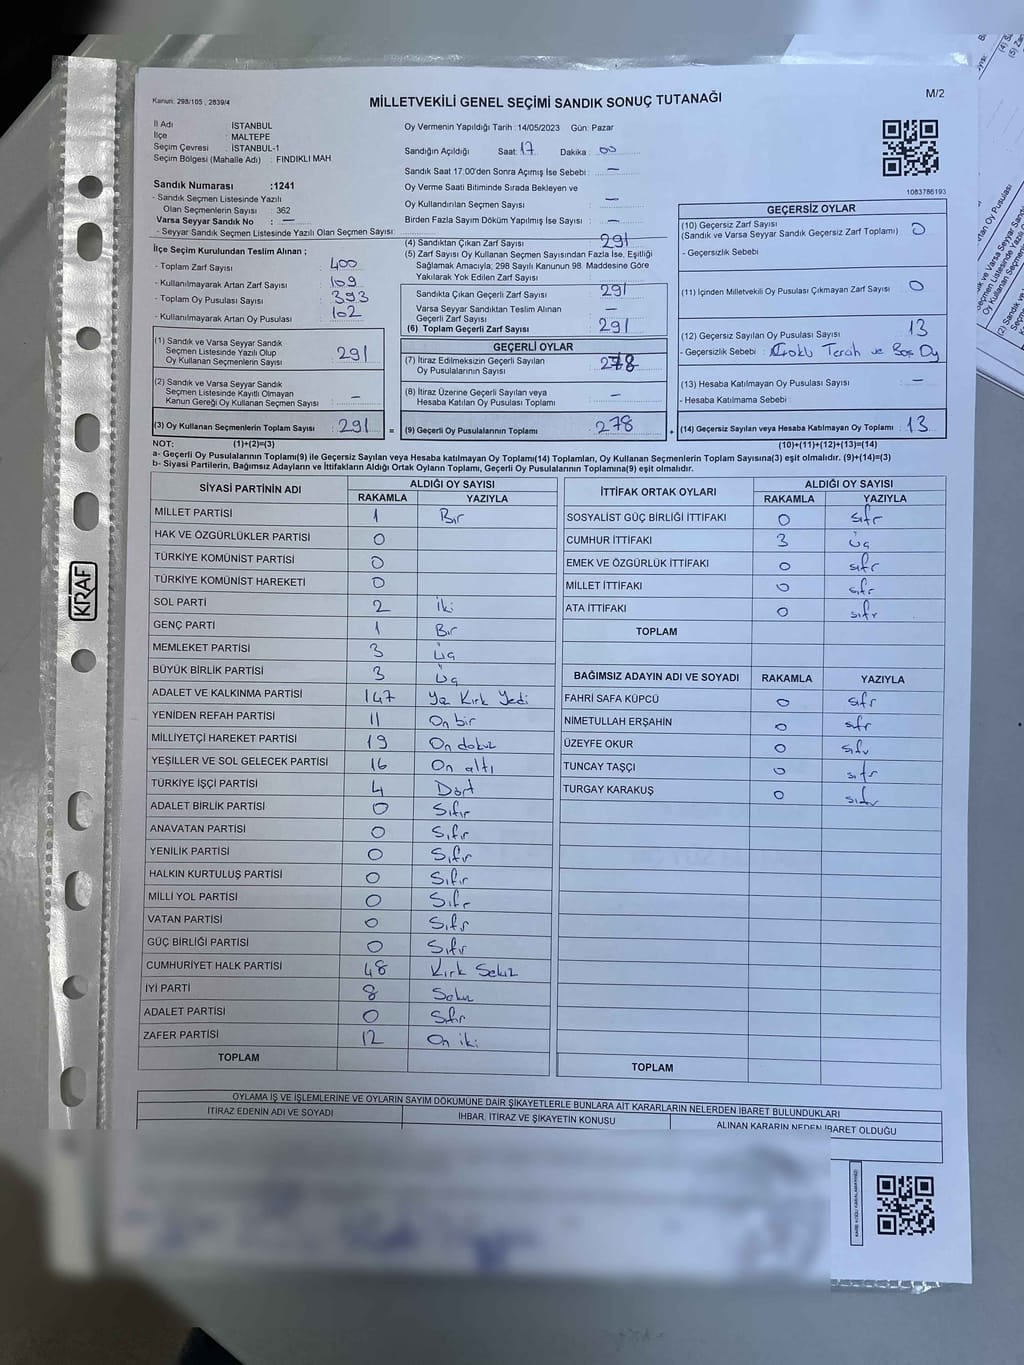 Kanun: 298/105 , 2839/4
MİLLETVEKİLİ GENEL SEÇİMİ SANDIK SONUÇ TUTANAĞI
M/2
İl Adı : İSTANBUL
İlçe : MALTEPE
Seçim Çevresi : İSTANBUL-1
Seçim Bölgesi (Mahalle Adı) : FINDIKLI MAH.
Sandık Numarası :1241
- Sandık Seçmen Listesinde Yazılı
Olan Seçmenlerin Sayısı : 362
Varsa Seyyar Sandık No : —
- Seyyar Sandık Seçmen Listesinde Yazılı Olan Seçmen Sayısı:
Oy Vermenin Yapıldığı Tarih :14/05/2023 Gün: Pazar
Sandığın Açıldığı Saat: 17 Dakika : 00
Sandık Saat 17.00'den Sonra Açımış İse Sebebi : —
Oy Verme Saati Bitiminde Sırada Bekleyen ve
Oy Kullandırılan Seçmen Sayısı : —
Birden Fazla Sayım Döküm Yapılmış İse Sayısı : —
1083786193
İlçe Seçim Kurulundan Teslim Alınan ;
- Toplam Zarf Sayısı : 400
- Kullanılmayarak Artan Zarf Sayısı : 109
- Toplam Oy Pusulası Sayısı : 393
- Kullanılmayarak Artan Oy Pusulası : 102
(1) Sandık ve Varsa Seyyar Sandık
Seçmen Listesinde Yazılı Olup
Oy Kullanan Seçmenlerin Sayısı : 291
(2) Sandık ve Varsa Seyyar Sandık
Seçmen Listesinde Kayıtlı Olmayan
Kanun Gereği Oy Kullanan Seçmen Sayısı : —
(3) Oy Kullanan Seçmenlerin Toplam Sayısı : 291 =
(4) Sandıktan Çıkan Zarf Sayısı : 291
(5) Zarf Sayısı Oy Kullanan Seçmen Sayısından Fazla İse, Eşitliği
Sağlamak Amacıyla; 298 Sayılı Kanunun 98. Maddesine Göre
Yakılarak Yok Edilen Zarf Sayısı :
Sandıkta Çıkan Geçerli Zarf Sayısı : 291
Varsa Seyyar Sandıktan Teslim Alınan
Geçerli Zarf Sayısı : —
(6) Toplam Geçerli Zarf Sayısı : 291
GEÇERLİ OYLAR
(7) İtiraz Edilmeksizin Geçerli Sayılan
Oy Pusulalarının Sayısı : 278
(8) İtiraz Üzerine Geçerli Sayılan veya
Hesaba Katılan Oy Pusulası Toplamı : —
(9) Geçerli Oy Pusulalarının Toplamı : 278 +
GEÇERSİZ OYLAR
(10) Geçersiz Zarf Sayısı
(Sandık ve Varsa Seyyar Sandık Geçersiz Zarf Toplamı) : 0
- Geçersizlik Sebebi :
(11) İçinden Milletvekili Oy Pusulası Çıkmayan Zarf Sayısı : 0
(12) Geçersiz Sayılan Oy Pusulası Sayısı : 13
- Geçersizlik Sebebi : Çoklu Tercih ve Boş Oy
(13) Hesaba Katılmayan Oy Pusulası Sayısı : —
- Hesaba Katılmama Sebebi :
(14) Geçersiz Sayılan veya Hesaba Katılmayan Oy Toplamı : 13
NOT: (1)+(2)=(3) (10)+(11)+(12)+(13)=(14)
a- Geçerli Oy Pusulalarının Toplamı(9) ile Geçersiz Sayılan veya Hesaba katılmayan Oy Toplamı(14) Toplamları, Oy Kullanan Seçmenlerin Toplam Sayısına(3) eşit olmalıdır. (9)+(14)=(3)
b- Siyasi Partilerin, Bağımsız Adayların ve İttifakların Aldığı Ortak Oyların Toplamı, Geçerli Oy Pusulalarının Toplamına(9) eşit olmalıdır.
SİYASİ PARTİNİN ADI ALDIĞI OY SAYISI
RAKAMLA YAZIYLA
MİLLET PARTİSİ 1 Bir
HAK VE ÖZGÜRLÜKLER PARTİSİ 0
TÜRKİYE KOMÜNİST PARTİSİ 0
TÜRKİYE KOMÜNİST HAREKETİ 0
SOL PARTİ 2 iki
GENÇ PARTİ 1 Bir
MEMLEKET PARTİSİ 3 üç
BÜYÜK BİRLİK PARTİSİ 3 üç
ADALET VE KALKINMA PARTİSİ 147 Yüz Kırk Yedi
YENİDEN REFAH PARTİSİ 11 On bir
MİLLİYETÇİ HAREKET PARTİSİ 19 On dokuz
YEŞİLLER VE SOL GELECEK PARTİSİ 16 On altı
TÜRKİYE İŞÇİ PARTİSİ 4 Dört
ADALET BİRLİK PARTİSİ 0 Sıfır
ANAVATAN PARTİSİ 0 Sıfır
YENİLİK PARTİSİ 0 Sıfır
HALKIN KURTULUŞ PARTİSİ 0 Sıfır
MİLLİ YOL PARTİSİ 0 Sıfır
VATAN PARTİSİ 0 Sıfır
GÜÇ BİRLİĞİ PARTİSİ 0 Sıfır
CUMHURİYET HALK PARTİSİ 48 Kırk Sekiz
İYİ PARTİ 8 Sekiz
ADALET PARTİSİ 0 Sıfır
ZAFER PARTİSİ 12 On iki
TOPLAM
İTTİFAK ORTAK OYLARI ALDIĞI OY SAYISI
RAKAMLA YAZIYLA
SOSYALİST GÜÇ BİRLİĞİ İTTİFAKI 0 sıfır
CUMHUR İTTİFAKI 3 üç
EMEK VE ÖZGÜRLÜK İTTİFAKI 0 sıfır
MİLLET İTTİFAKI 0 sıfır
ATA İTTİFAKI 0 sıfır
TOPLAM
BAĞIMSIZ ADAYIN ADI VE SOYADI RAKAMLA YAZIYLA
FAHRİ SAFA KÜPCÜ 0 sıfır
NİMETULLAH ERŞAHİN 0 sıfır
ÜZEYFE OKUR 0 sıfır
TUNCAY TAŞÇI 0 sıfır
TURGAY KARAKUŞ 0 sıfır
TOPLAM
OYLAMA İŞ VE İŞLEMLERİNE VE OYLARIN SAYIM DÖKÜMÜNE DAİR ŞİKAYETLERLE BUNLARA AİT KARARLARIN NELERDEN İBARET BULUNDUKLARI
İTİRAZ EDENİN ADI VE SOYADI İHBAR, İTİRAZ VE ŞİKAYETİN KONUSU ALINAN KARARIN NEDEN İBARET OLDUĞU
KRAF